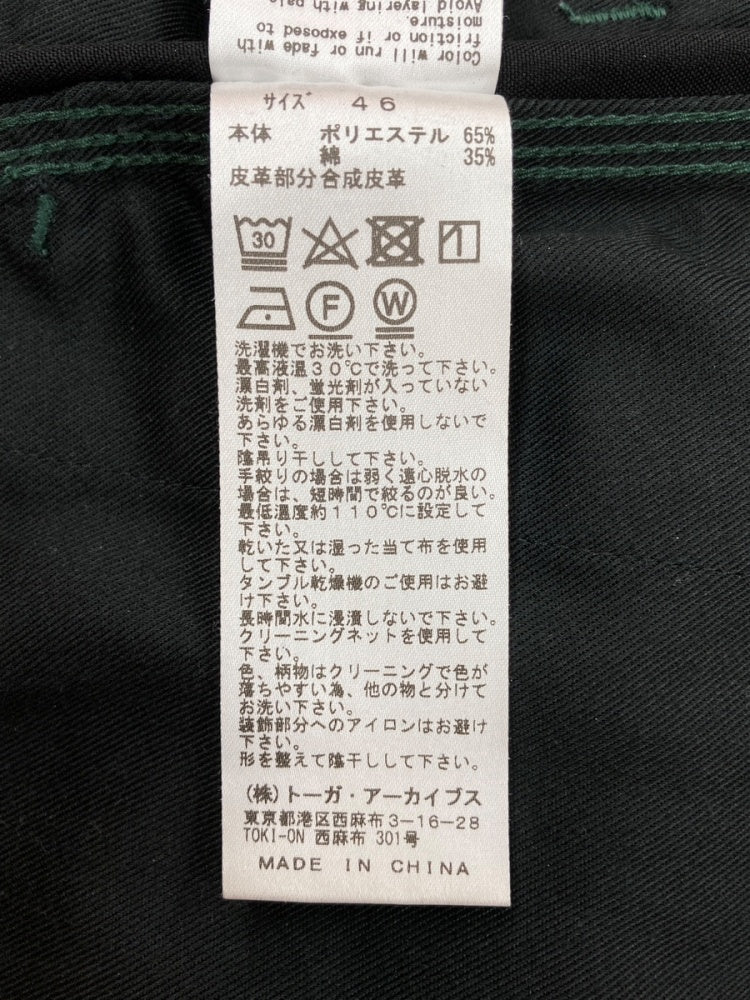 Avoid layering with pale
moisture.
friction or if exposed to
Color will run or fade with
サイズ 46
本体 ポリエステル 65%
綿 35%
皮革部分合成皮革
30
F W
洗濯機でお洗い下さい。
最高液温30℃で洗って下さい。
漂白剤、蛍光剤が入っていない
洗剤をご使用下さい。
あらゆる漂白剤を使用しないで
下さい。
陰吊り干しして下さい。
手絞りの場合は弱く遠心脱水の
場合は、短時間で絞るのが良い。
最低温度約110℃に設定して
下さい。
乾いた又は湿った当て布を使用
して下さい。
タンブル乾燥機のご使用はお避
け下さい。
長時間水に浸漬しないで下さい。
クリーニングネットを使用して
下さい。
色、柄物はクリーニングで色が
落ちやすい為、他の物と分けて
お洗い下さい。
装飾部分へのアイロンはお避け
下さい。
形を整えて陰干しして下さい。
(株)トーガ・アーカイブス
東京都港区西麻布3-16-28
TOKI-ON 西麻布 301号
MADE IN CHINA